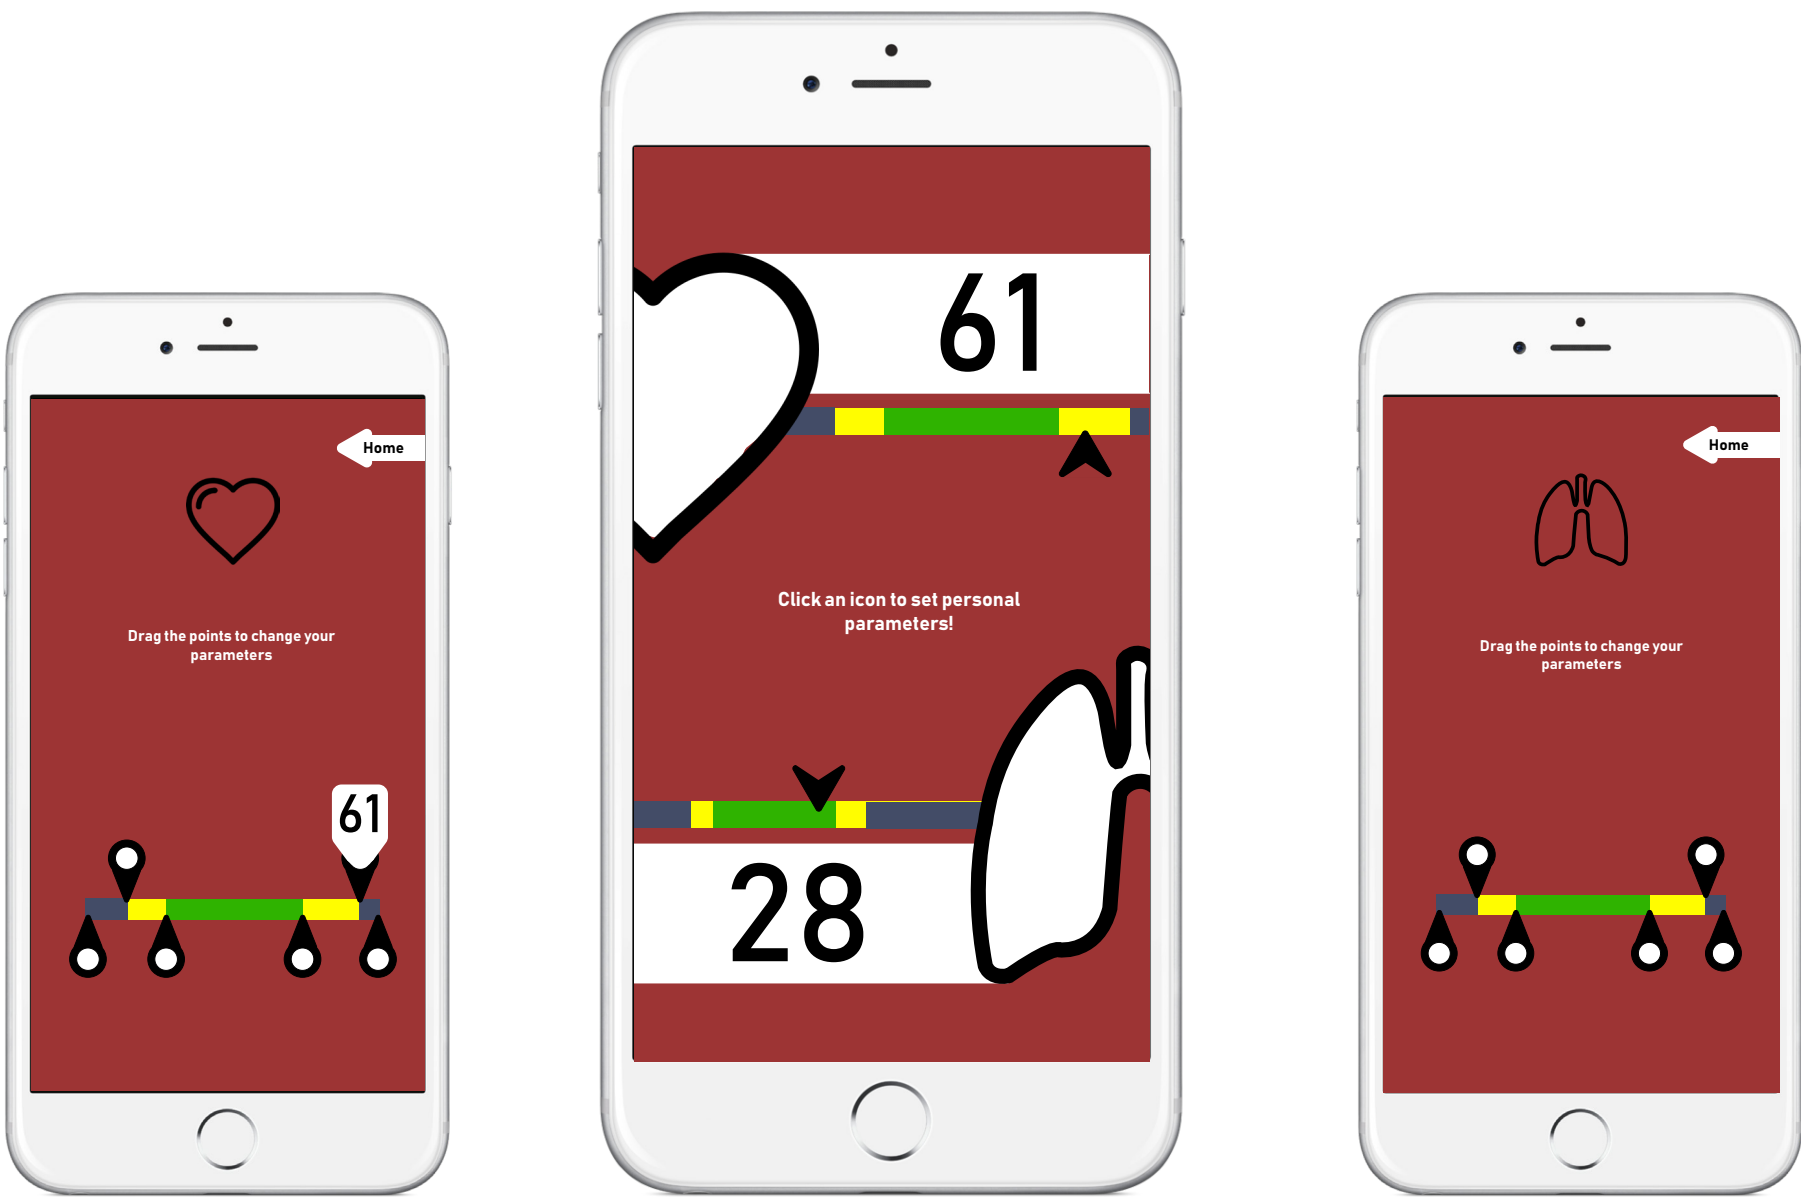 Home
Drag the points to change your
parameters
61
61
Click an icon to set personal
parameters!
28
Home
Drag the points to change your
parameters